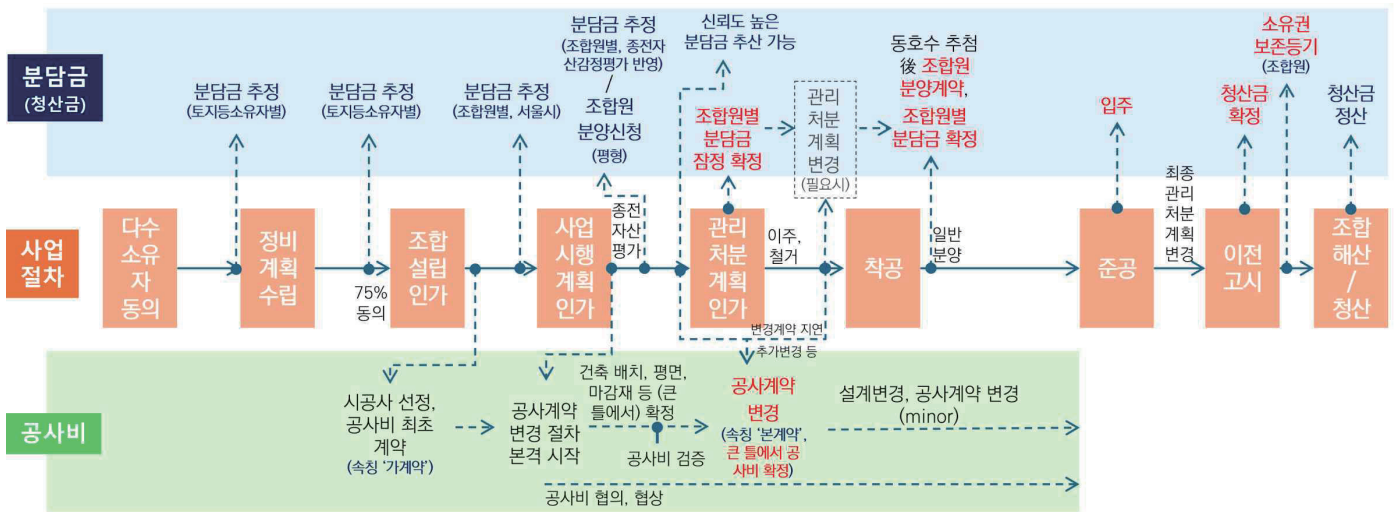 분담금
(청산금)
분담금 추정
(토지등소유자별)
분담금 추정
(토지등소유자별)
분담금 추정
(조합원별, 서울시)
분담금 추정
(조합원별, 종전자
산감정평가 반영)
/
조합원
분양신청
(평형)
신뢰도 높은
분담금 추산 가능
조합원별
분담금
잠정 확정
관리
처분
계획
변경
(필요시)
동호수 추첨
後 조합원
분양계약,
조합원별
분담금 확정
입주
청산금
확정
소유권
보존등기
(조합원)
청산금
정산
사업
절차
다수
소유
자
동의
정비
계획
수립
75%
동의
조합
설립
인가
사업
시행
계획
인가
종전
자산
평가
관리
처분
계획
인가
이주,
철거
착공
일반
분양
준공
최종
관리
처분
계획
변경
이전
고시
조합
해산
/
청산
변경계약 지연
추가변경 등
공사비
시공사 선정,
공사비 최초
계약
(속칭 ‘가계약’)
공사계약
변경 절차
본격 시작
건축 배치, 평면,
마감재 등 (큰
틀에서) 확정
공사비 검증
공사계약
변경
(속칭 ‘본계약’,
큰 틀에서 공
사비 확정)
설계변경, 공사계약 변경
(minor)
공사비 협의, 협상